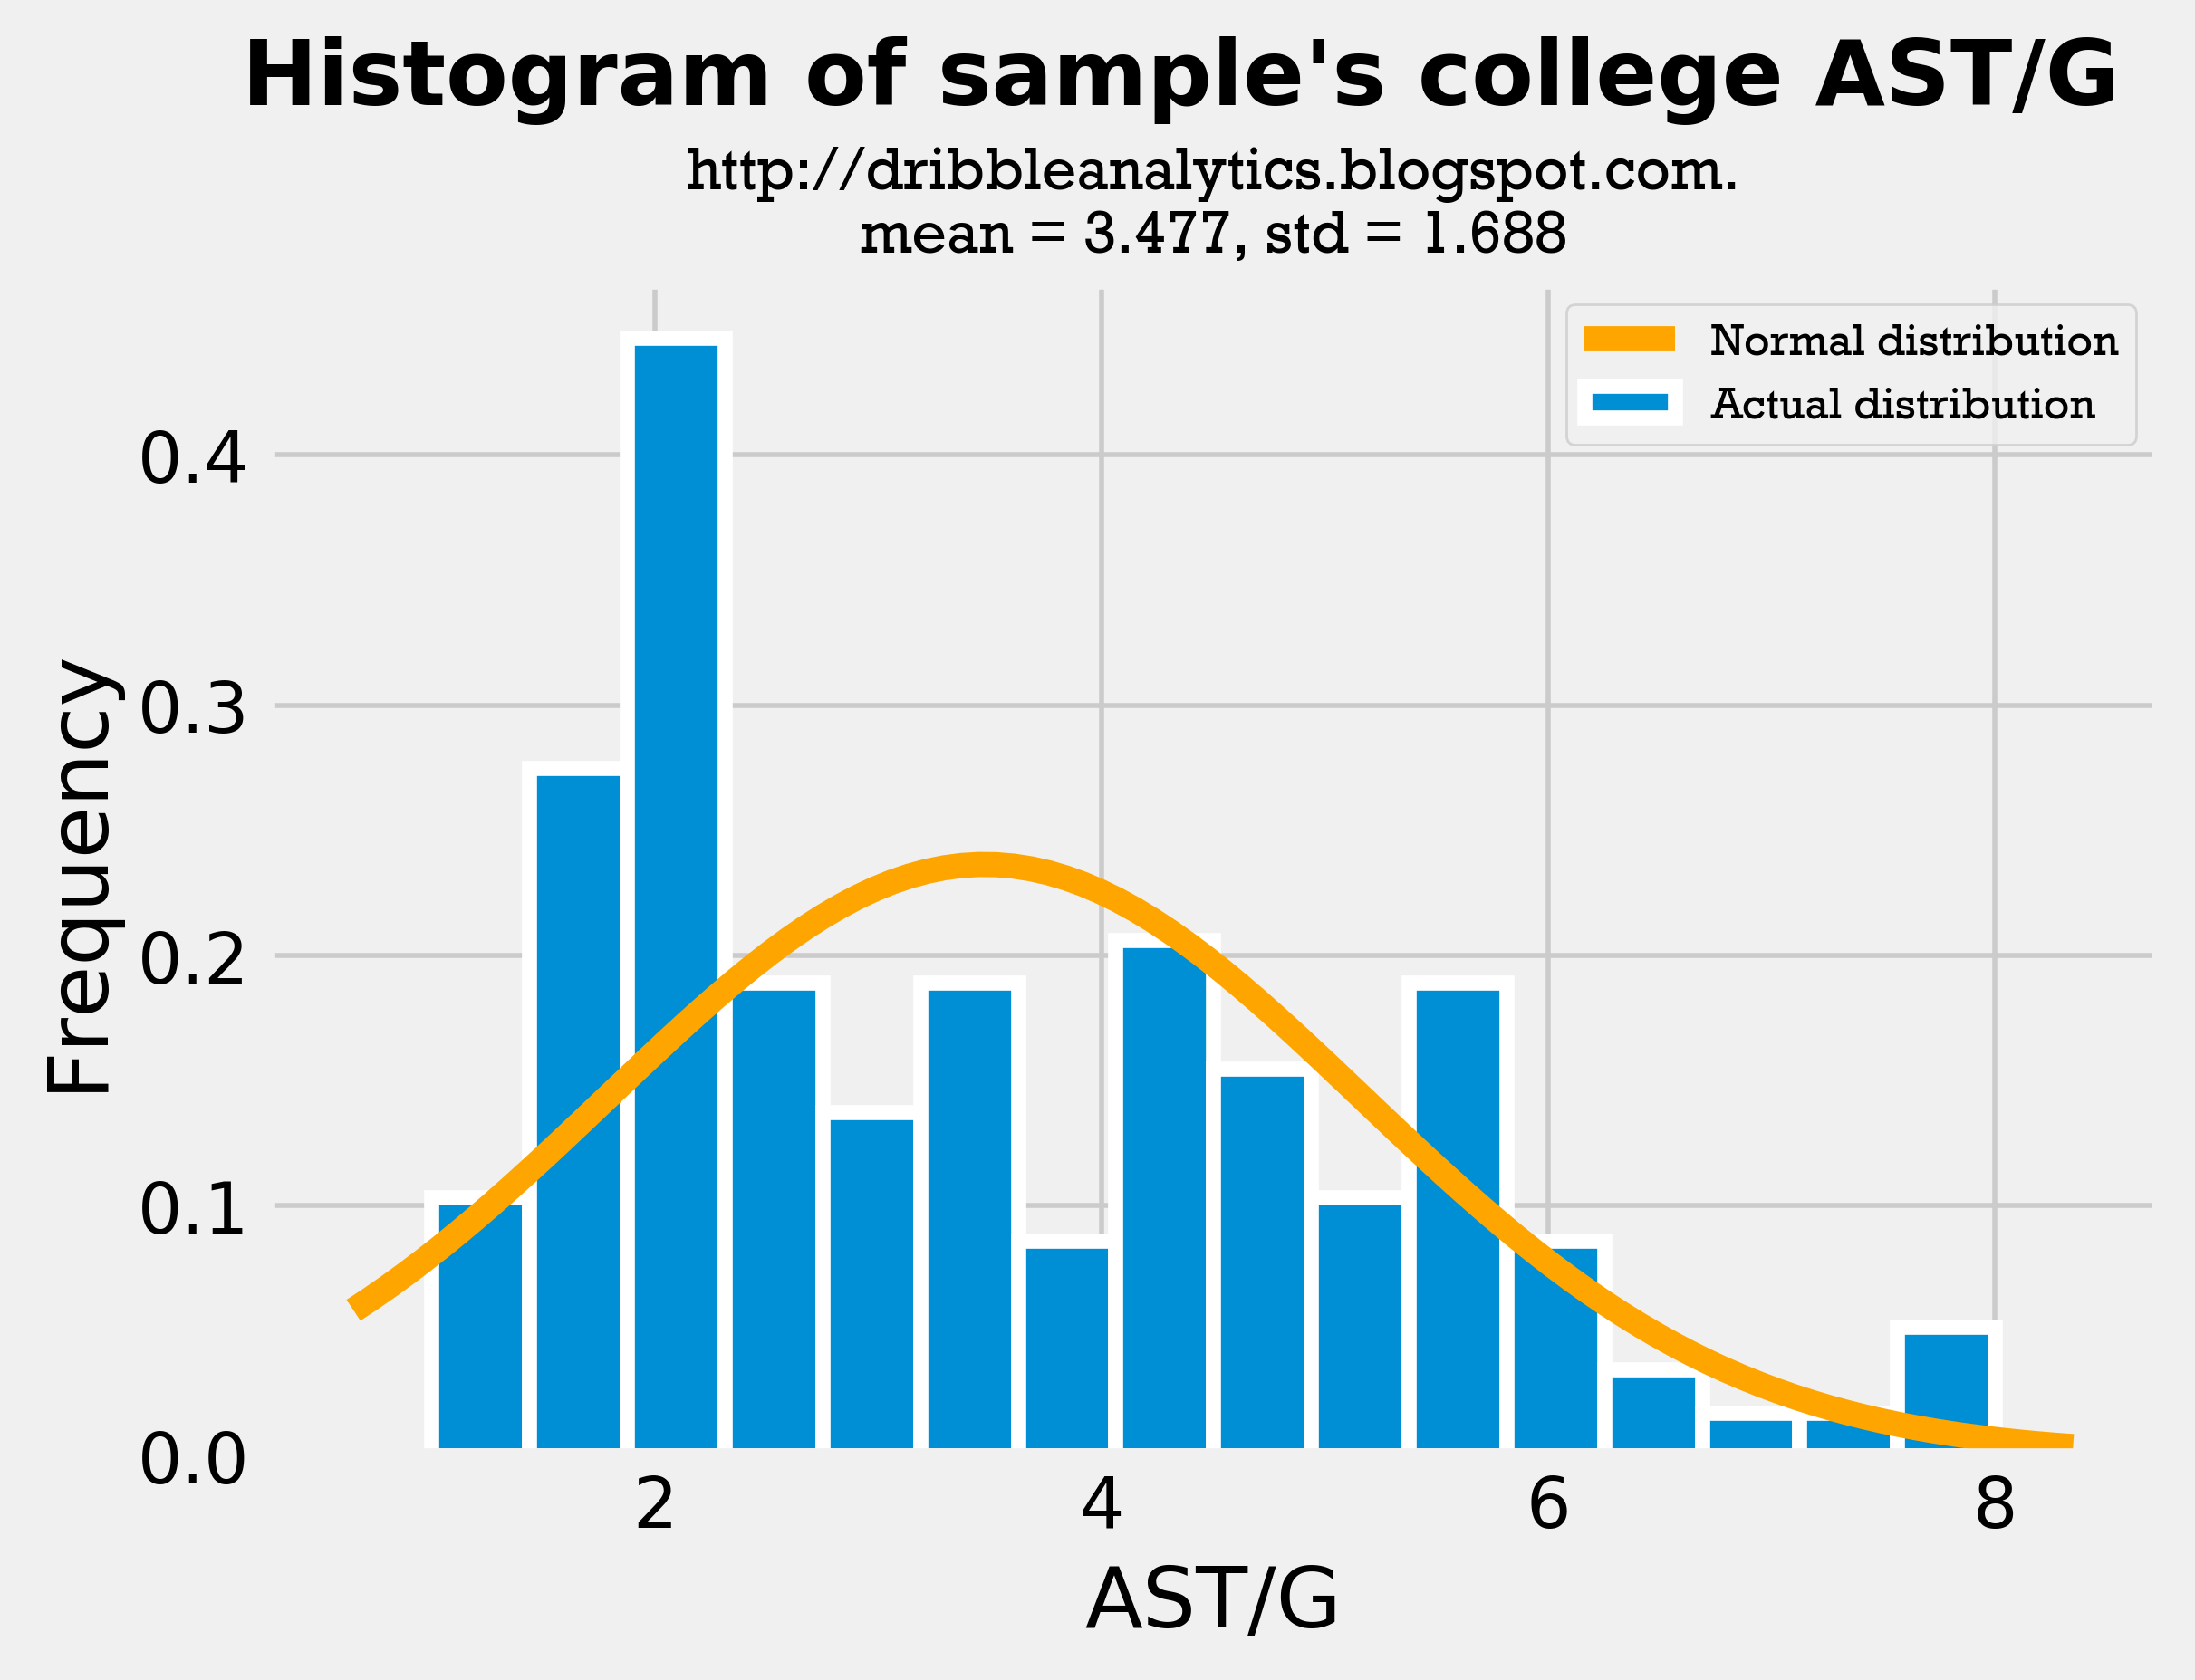 Histogram of sample's college AST/G
http://dribbleanalytics.blogspot.com.
mean = 3.477, std = 1.688
Normal distribution
Actual distribution
Frequency
0.4
0.3
0.2
0.1
0.0
2 4 6 8
AST/G